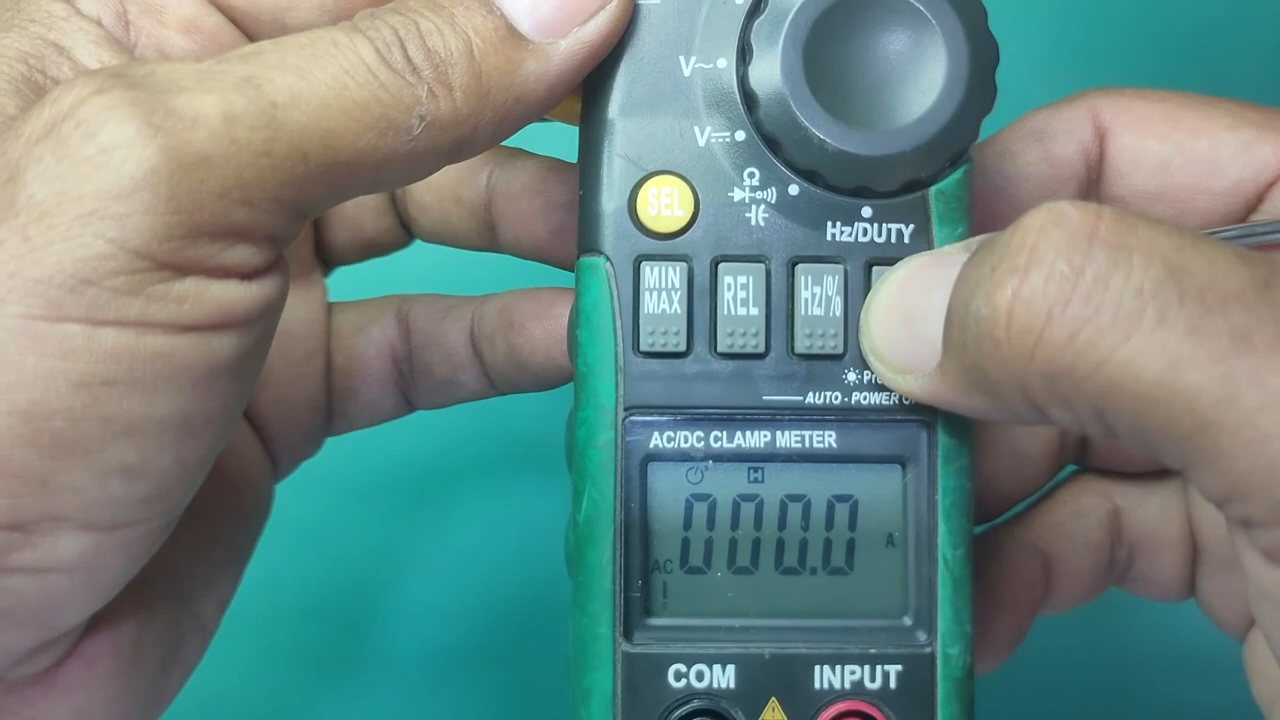 V~
V⎓
Ω
SEL
Hz/DUTY
MIN
MAX
REL
Hz/%
AUTO - POWER
AC/DC CLAMP METER
H
000.0
A
AC
COM
INPUT